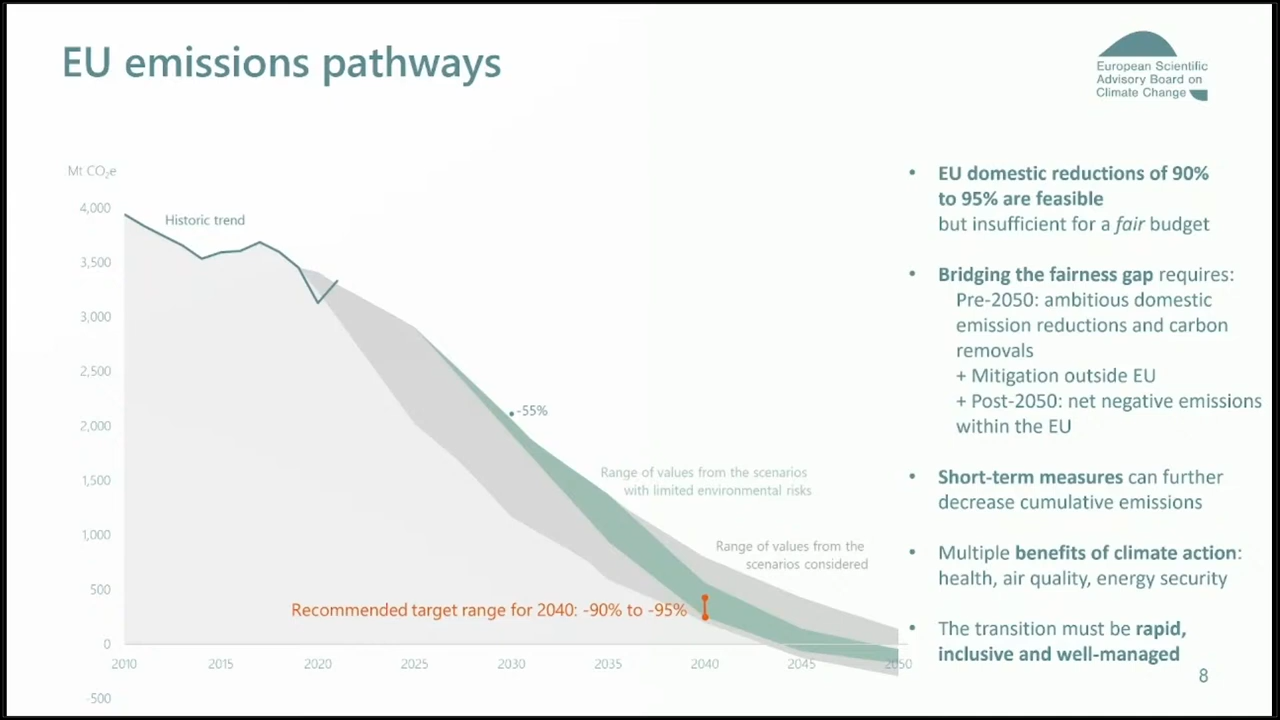 EU emissions pathways
European Scientific
Advisory Board on
Climate Change
Mt CO₂e
4,000
3,500
3,000
2,500
2,000
1,500
1,000
500
0
-500
2010
2015
2020
2025
2030
2035
2040
2045
2050
Historic trend
-55%
Range of values from the scenarios
with limited environmental risks
Range of values from the
scenarios considered
Recommended target range for 2040: -90% to -95%
• EU domestic reductions of 90%
to 95% are feasible
but insufficient for a fair budget
• Bridging the fairness gap requires:
Pre-2050: ambitious domestic
emission reductions and carbon
removals
+ Mitigation outside EU
+ Post-2050: net negative emissions
within the EU
• Short-term measures can further
decrease cumulative emissions
• Multiple benefits of climate action:
health, air quality, energy security
• The transition must be rapid,
inclusive and well-managed
8